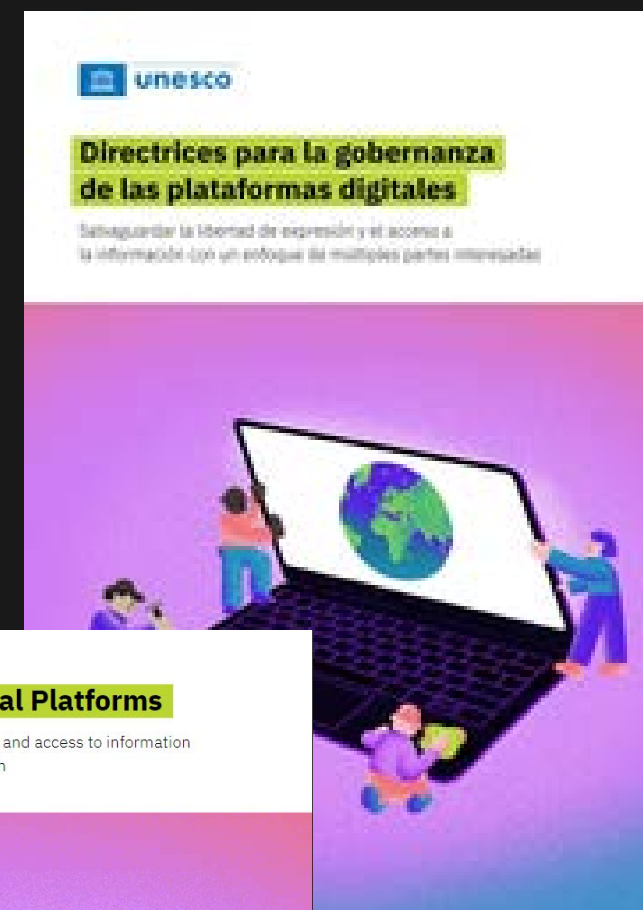 unesco
Directrices para la gobernanza
de las plataformas digitales
Salvaguardar la libertad de expresión y el acceso a
la información con un enfoque de múltiples partes interesadas
al Platforms
and access to information
n